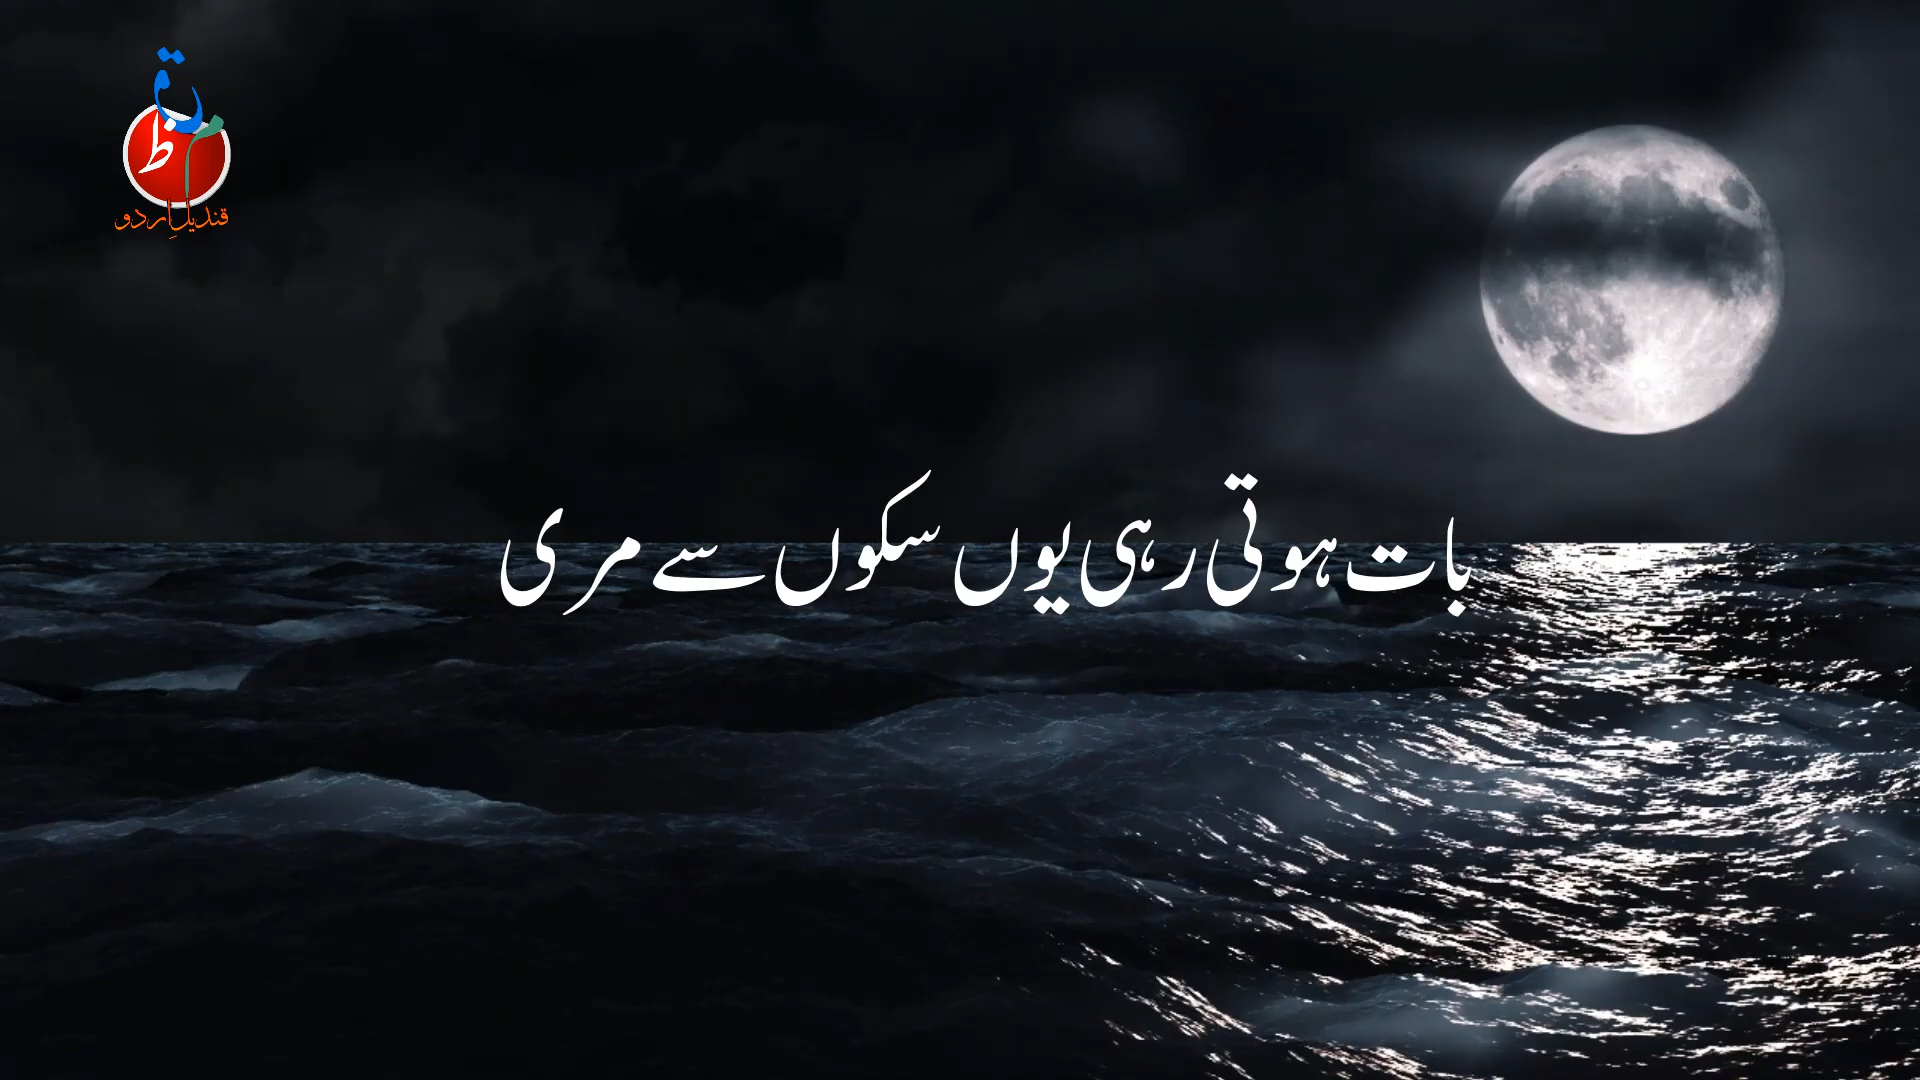 قندیلِ اردو
بات ہوتی رہی یوں سکوں سے مری